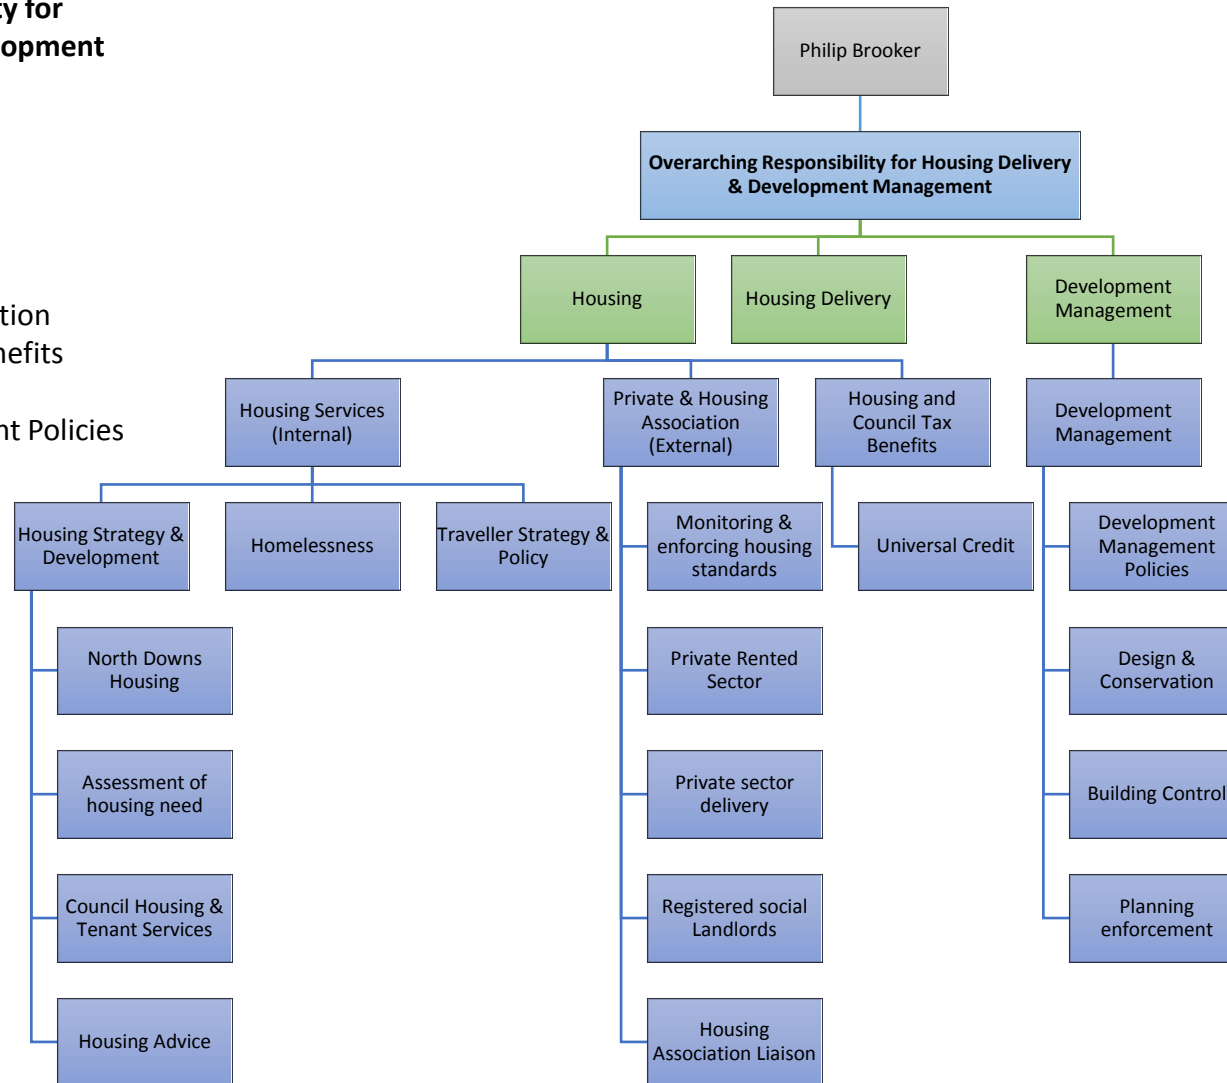 ty for
lopment
tion
nefits
nt Policies
Philip Brooker
Overarching Responsibility for Housing Delivery
& Development Management
Housing
Housing Delivery
Development
Management
Housing Services
(Internal)
Private & Housing
Association
(External)
Housing and
Council Tax
Benefits
Development
Management
Housing Strategy &
Development
Homelessness
Traveller Strategy &
Policy
Monitoring &
enforcing housing
standards
Universal Credit
Development
Management
Policies
North Downs
Housing
Private Rented
Sector
Design &
Conservation
Assessment of
housing need
Private sector
delivery
Building Control
Council Housing &
Tenant Services
Registered social
Landlords
Planning
enforcement
Housing Advice
Housing
Association Liaison